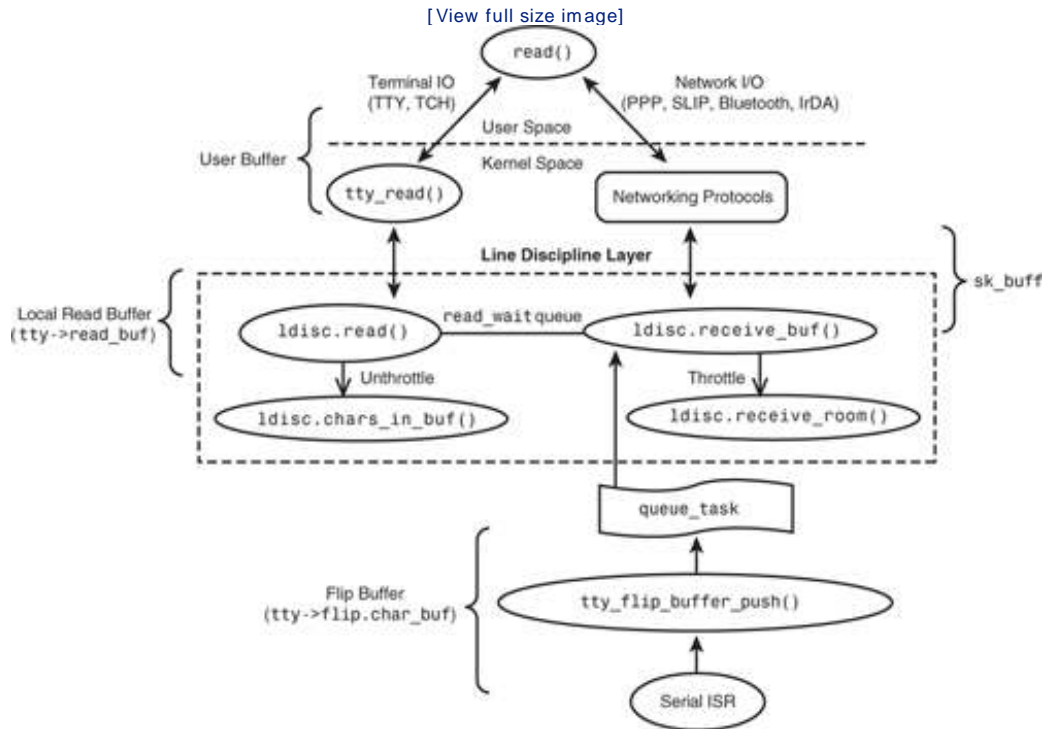 [View full size image]
read()
Terminal IO
(TTY, TCH)
Network I/O
(PPP, SLIP, Bluetooth, IrDA)
User Space
User Buffer
Kernel Space
tty_read()
Networking Protocols
Line Discipline Layer
sk_buff
Local Read Buffer
(tty->read_buf)
read_wait queue
ldisc.read()
ldisc.receive_buf()
Unthrottle
Throttle
ldisc.chars_in_buf()
ldisc.receive_room()
queue_task
Flip Buffer
(tty->flip.char_buf)
tty_flip_buffer_push()
Serial ISR